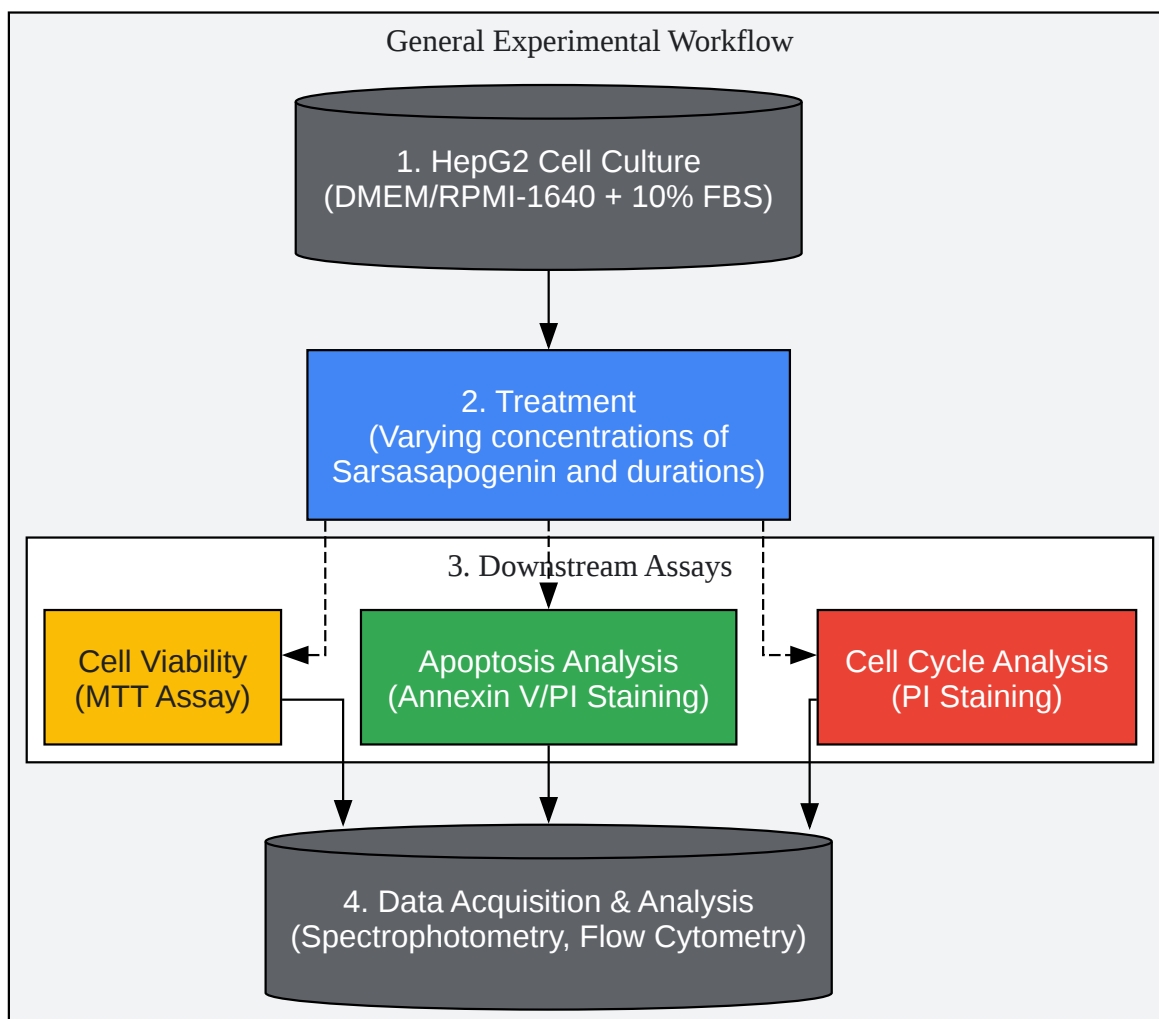 General Experimental Workflow
1. HepG2 Cell Culture
(DMEM/RPMI-1640 + 10% FBS)
2. Treatment
(Varying concentrations of
Sarsasapogenin and durations)
3. Downstream Assays
Cell Viability
(MTT Assay)
Apoptosis Analysis
(Annexin V/PI Staining)
Cell Cycle Analysis
(PI Staining)
4. Data Acquisition & Analysis
(Spectrophotometry, Flow Cytometry)